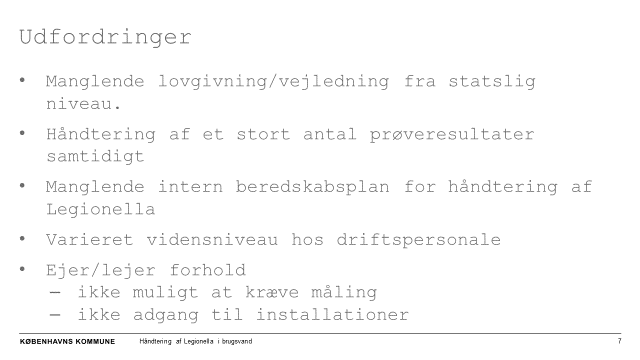 Udfordringer
• Manglende lovgivning/vejledning fra statslig
niveau.
• Håndtering af et stort antal prøveresultater
samtidigt
• Manglende intern beredskabsplan for håndtering af
Legionella
• Varieret vidensniveau hos driftspersonale
• Ejer/lejer forhold
– ikke muligt at kræve måling
– ikke adgang til installationer
KØBENHAVNS KOMMUNE Håndtering af Legionella i brugsvand 7